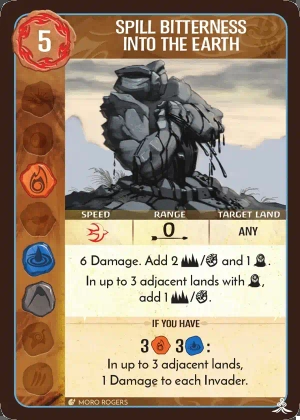 5
SPILL BITTERNESS
INTO THE EARTH
SPEED
RANGE
TARGET LAND
0
ANY
6 Damage. Add 2 / and 1 .
In up to 3 adjacent lands with ,
add 1 / .
IF YOU HAVE
3 3 :
In up to 3 adjacent lands,
1 Damage to each Invader.
MORO ROGERS